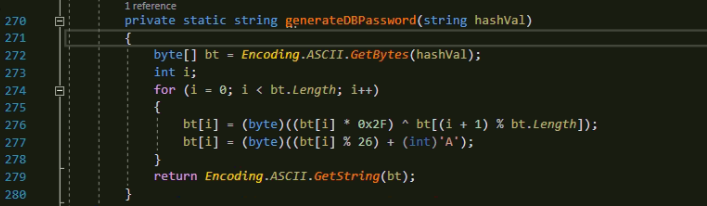 1 reference
270 private static string generateDBPassword(string hashVal)
271 {
272 byte[] bt = Encoding.ASCII.GetBytes(hashVal);
273 int i;
274 for (i = 0; i < bt.Length; i++)
275 {
276 bt[i] = (byte)((bt[i] * 0x2F) ^ bt[(i + 1) % bt.Length]);
277 bt[i] = (byte)((bt[i] % 26) + (int)'A');
278 }
279 return Encoding.ASCII.GetString(bt);
280 }